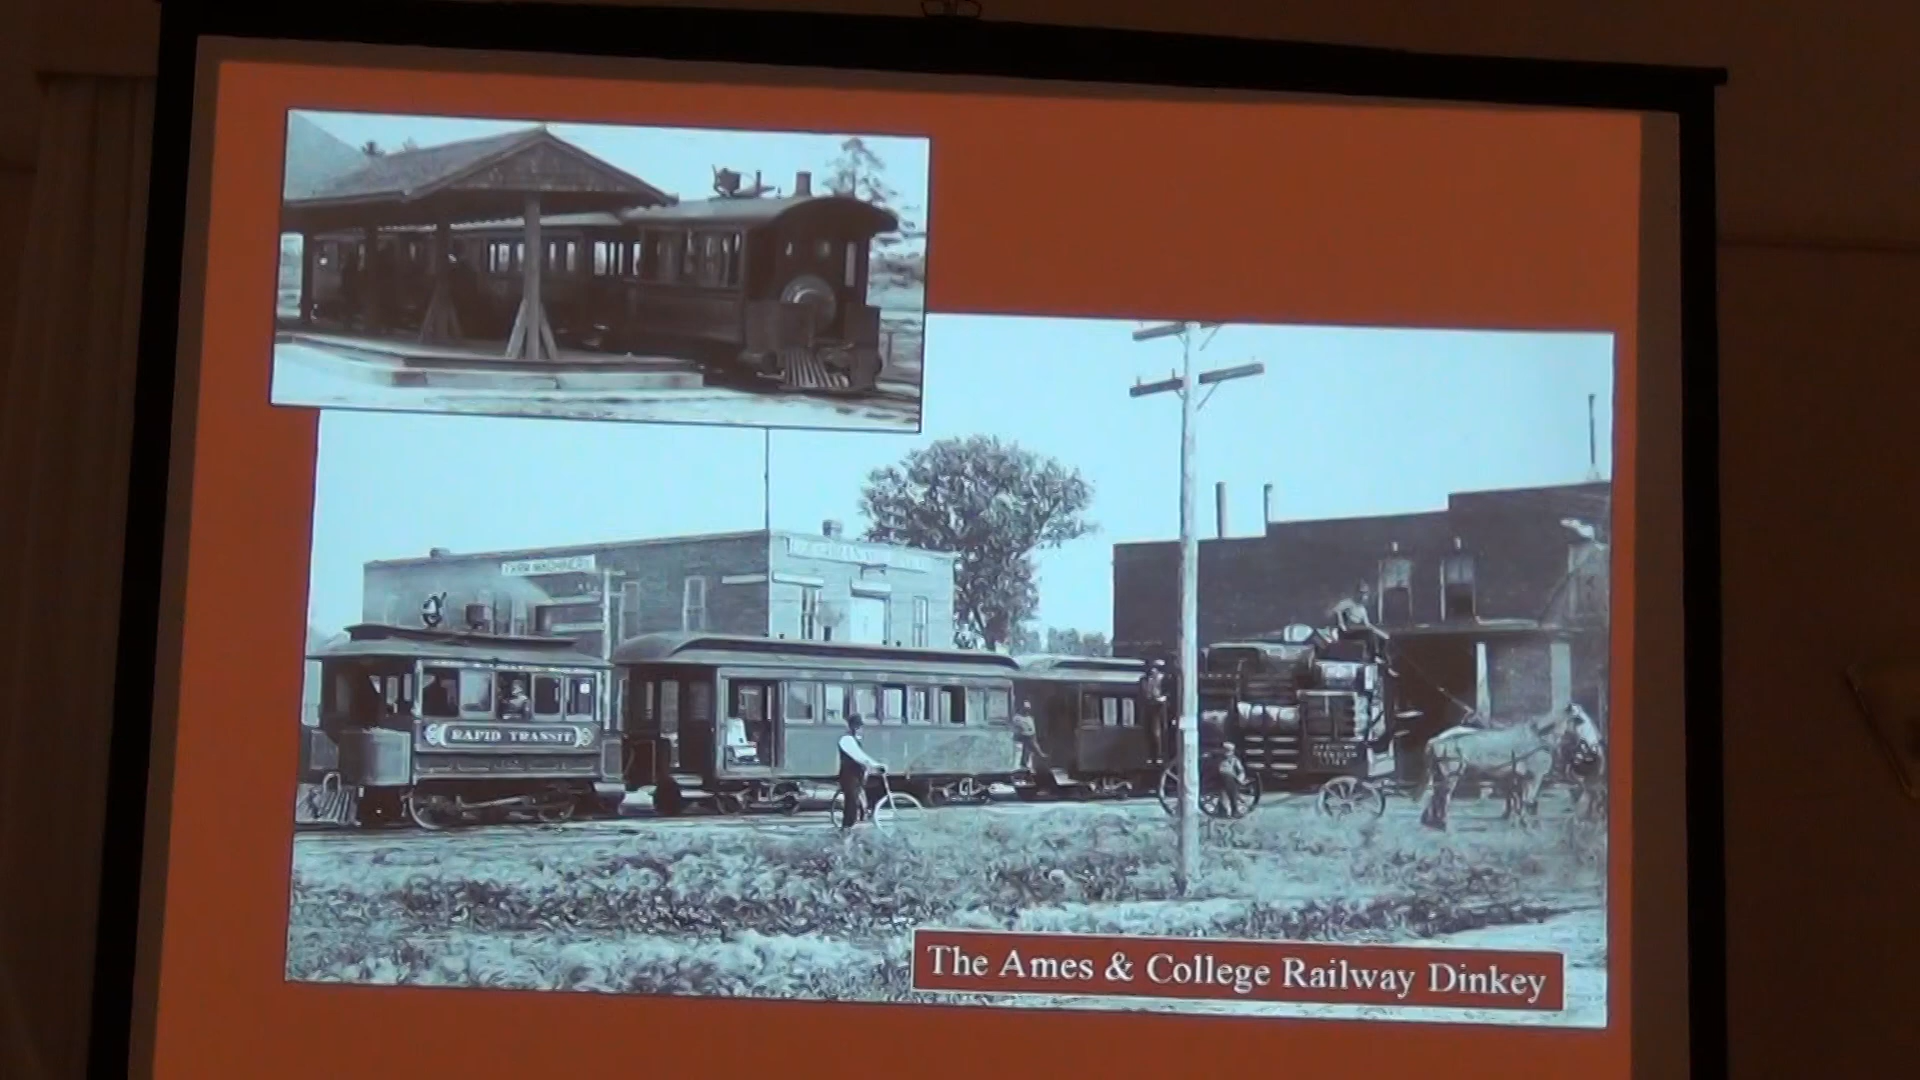 FARM MACHINERY
RAPID TRANSIT
The Ames & College Railway Dinkey